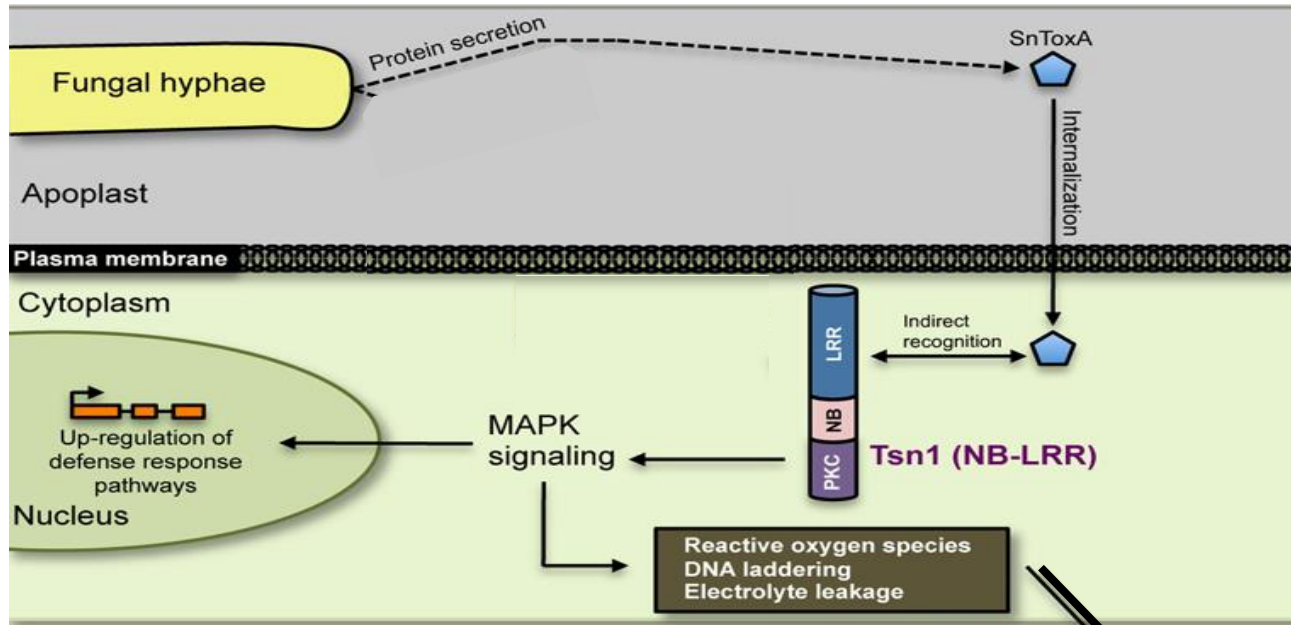 Fungal hyphae
Protein secretion
SnToxA
Internalization
Apoplast
Plasma membrane
Cytoplasm
LRR
NB
PKC
Indirect
recognition
Tsn1 (NB-LRR)
MAPK
signaling
Up-regulation of
defense response
pathways
Nucleus
Reactive oxygen species
DNA laddering
Electrolyte leakage